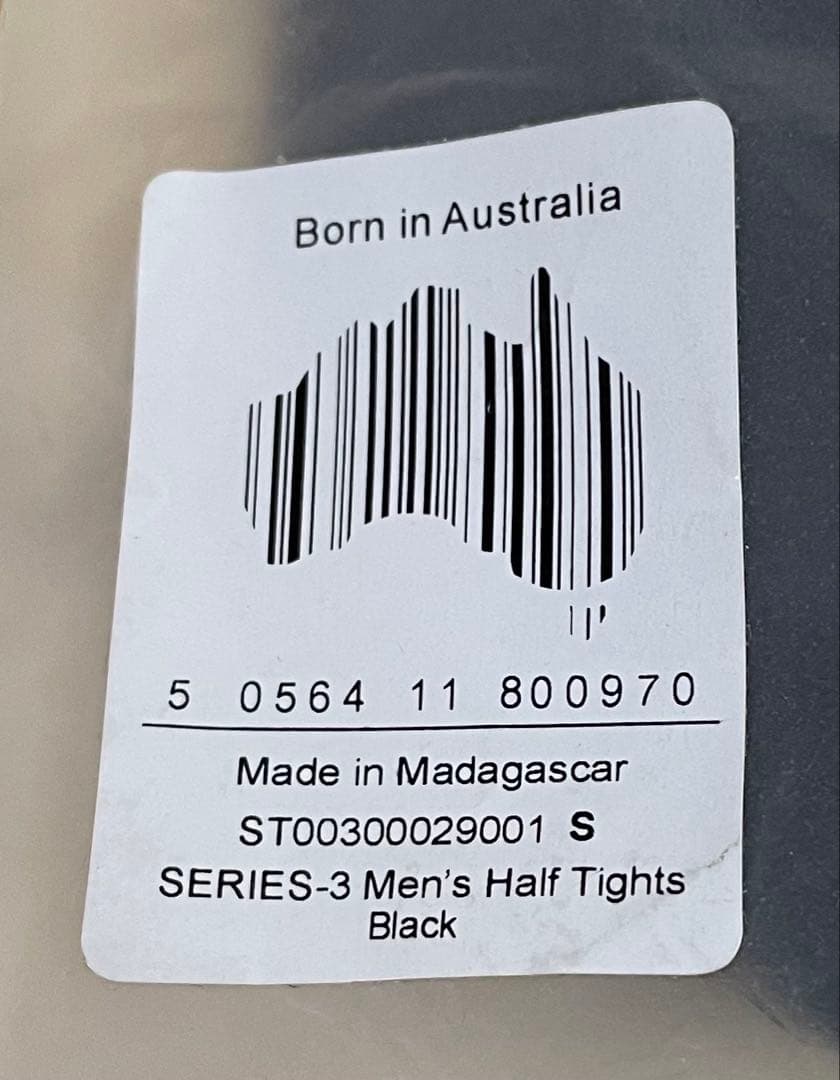 Born in Australia
5 0564 11 800970
Made in Madagascar
ST00300029001 S
SERIES-3 Men's Half Tights
Black